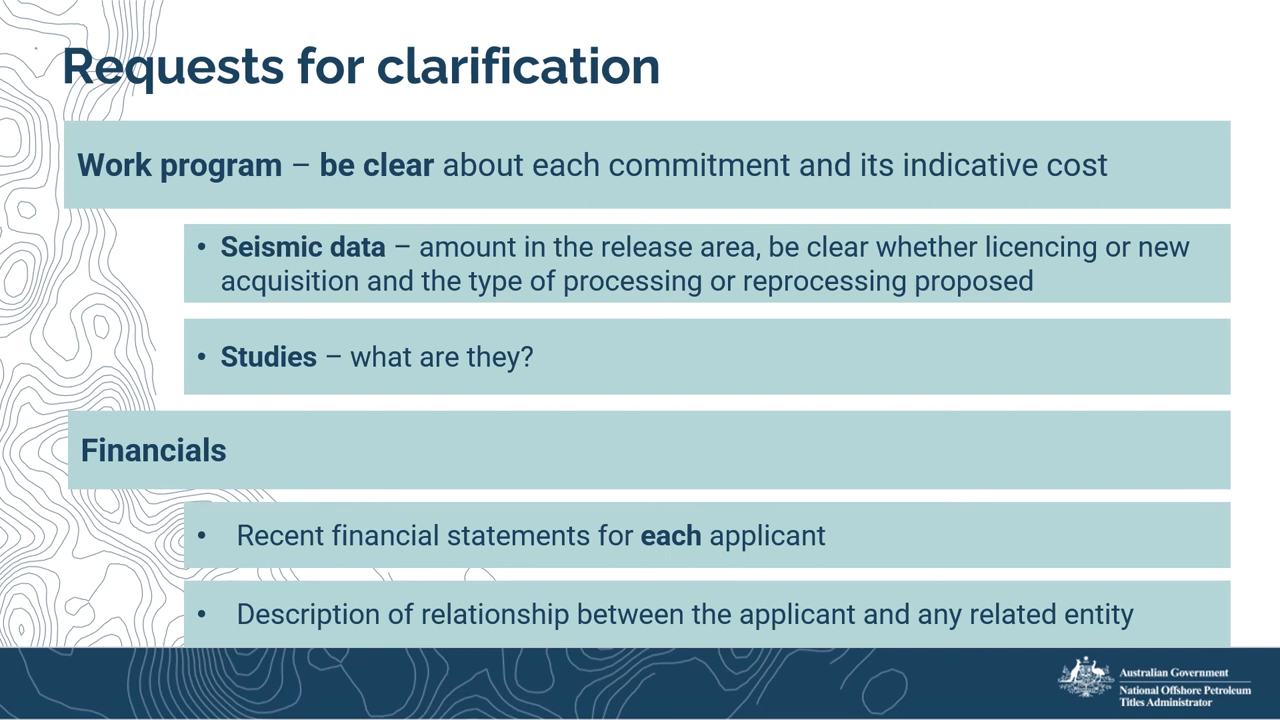 Requests for clarification
Work program – be clear about each commitment and its indicative cost
• Seismic data – amount in the release area, be clear whether licencing or new
acquisition and the type of processing or reprocessing proposed
• Studies – what are they?
Financials
• Recent financial statements for each applicant
• Description of relationship between the applicant and any related entity
Australian Government
National Offshore Petroleum
Titles Administrator